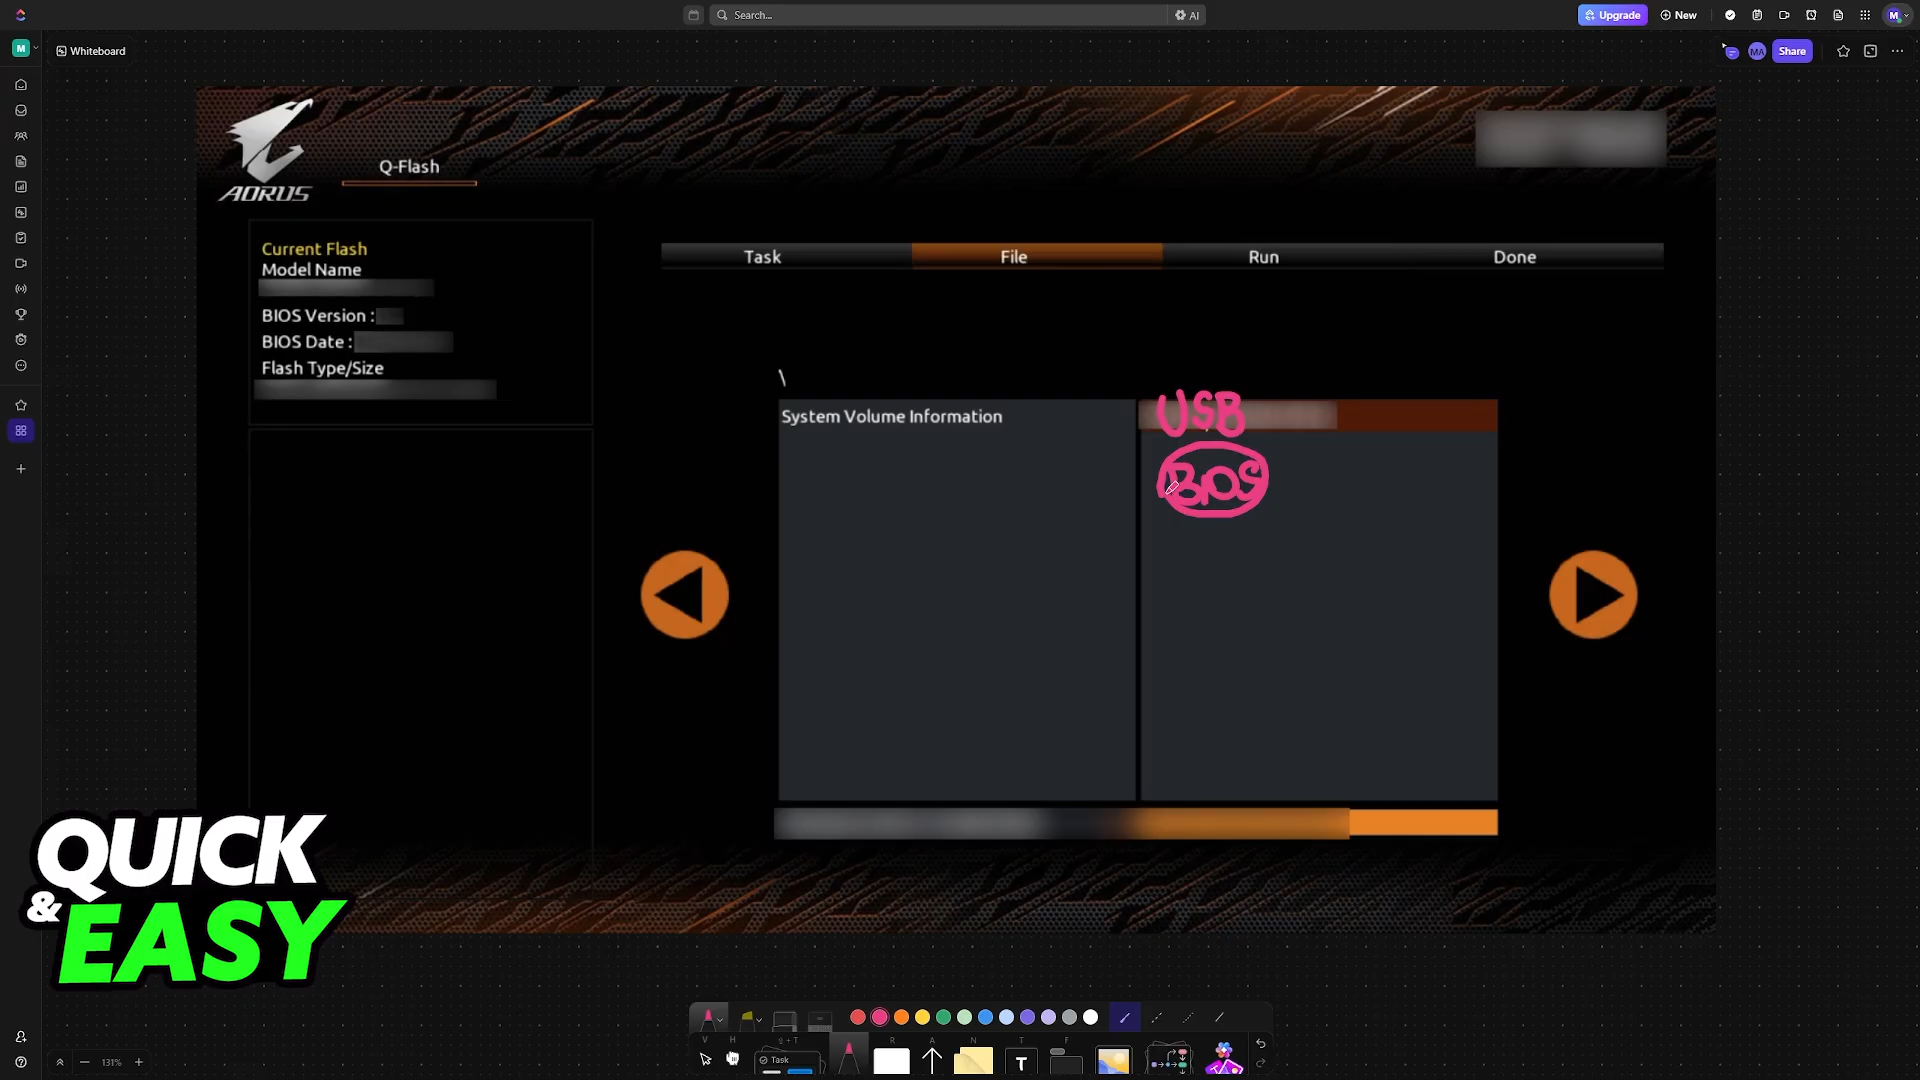 Search...
AI
Upgrade
New
M
M
Whiteboard
MA
Share
AORUS
Q-Flash
Current Flash
Model Name
BIOS Version :
BIOS Date :
Flash Type/Size
Task
File
Run
Done
\
System Volume Information
USB
BIOS
QUICK
& EASY
V
H
⇧+T
R
A
N
T
F
Task
T
131%